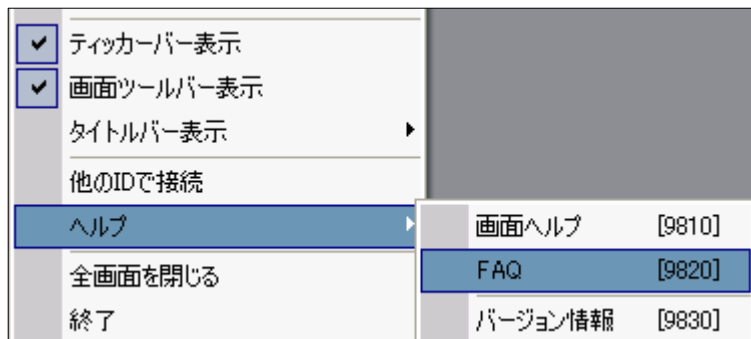 ティッカーバー表示
画面ツールバー表示
タイトルバー表示
他のIDで接続
ヘルプ
画面ヘルプ [9810]
FAQ [9820]
バージョン情報 [9830]
全画面を閉じる
終了